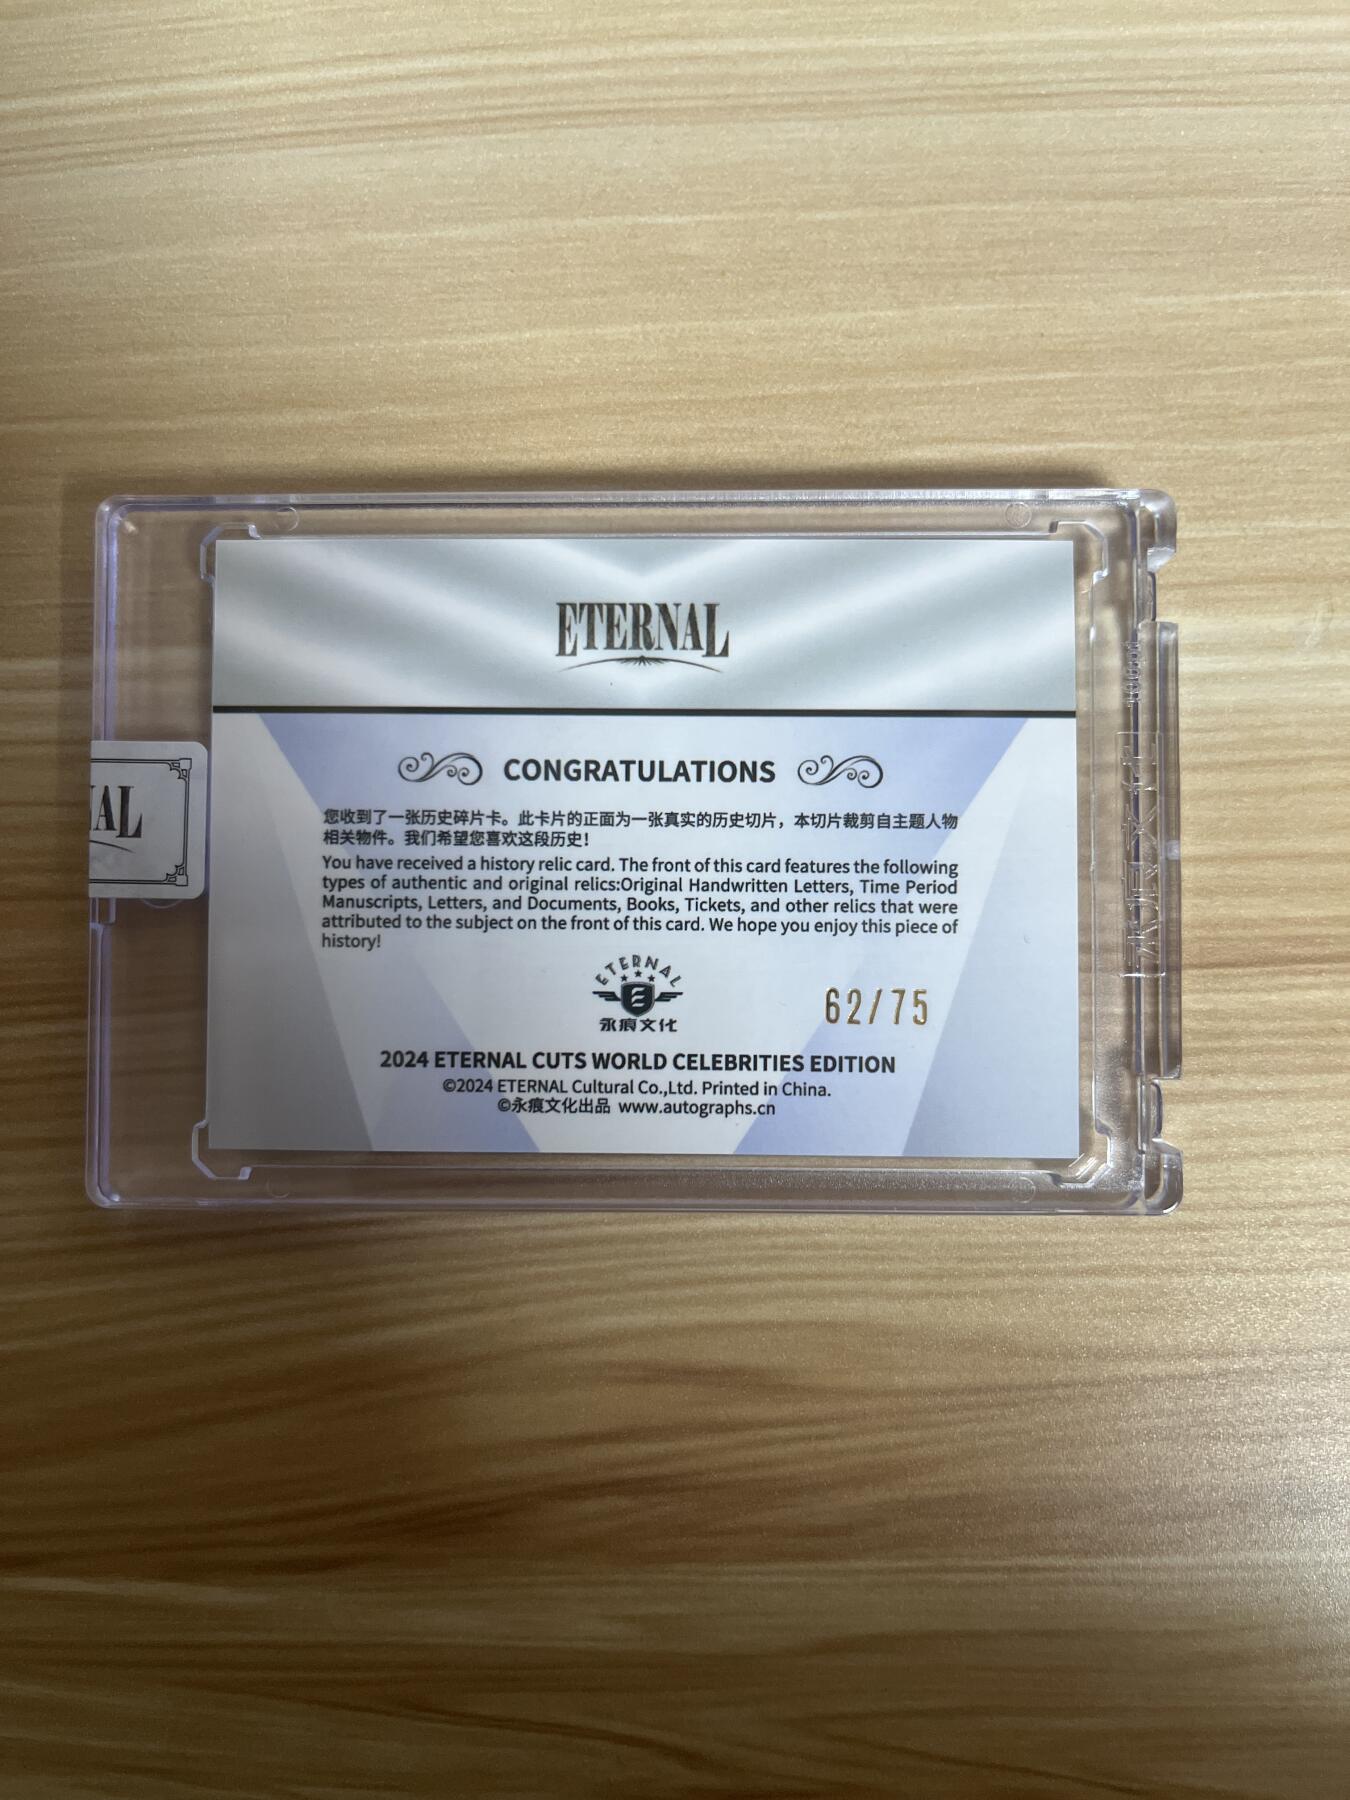 ETERNAL
CONGRATULATIONS
您收到了一张历史碎片卡。此卡片的正面为一张真实的历史切片，本切片裁剪自主题人物
相关物件。我们希望您喜欢这段历史！
You have received a history relic card. The front of this card features the following
types of authentic and original relics:Original Handwritten Letters, Time Period
Manuscripts, Letters, and Documents, Books, Tickets, and other relics that were
attributed to the subject on the front of this card. We hope you enjoy this piece of
history!
ETERNAL
永痕文化
62/75
2024 ETERNAL CUTS WORLD CELEBRITIES EDITION
©2024 ETERNAL Cultural Co.,Ltd. Printed in China.
©永痕文化出品 www.autographs.cn
NAL
永痕文化